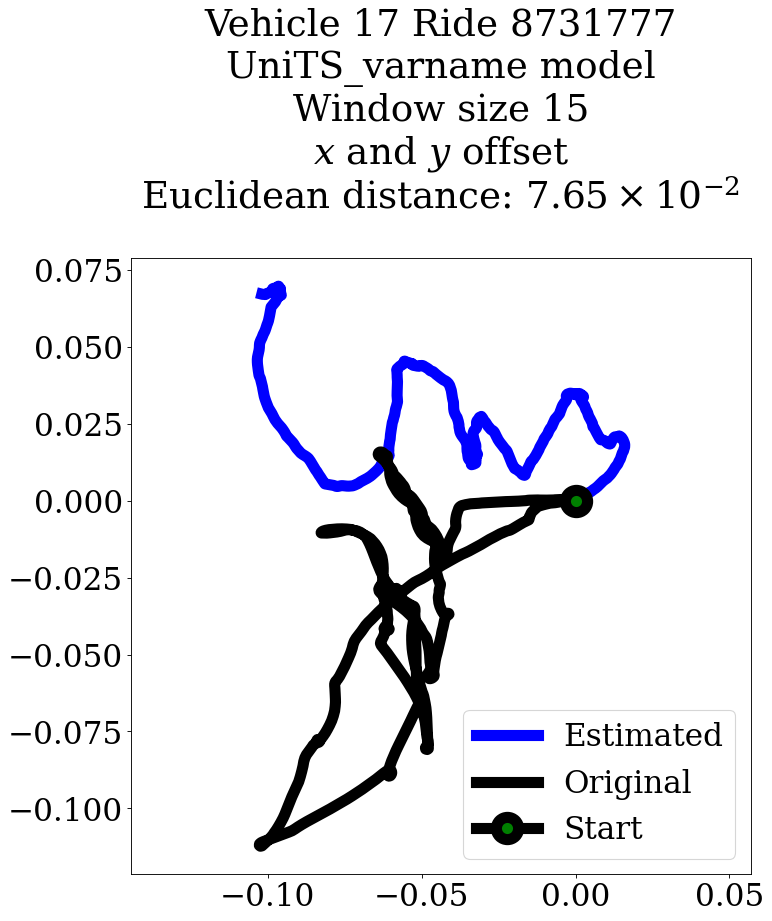 Vehicle 17 Ride 8731777
UniTS_varname model
Window size 15
x and y offset
Euclidean distance: 7.65 × 10⁻²
0.075
0.050
0.025
0.000
−0.025
−0.050
−0.075
−0.100
Estimated
Original
Start
−0.10
−0.05
0.00
0.05